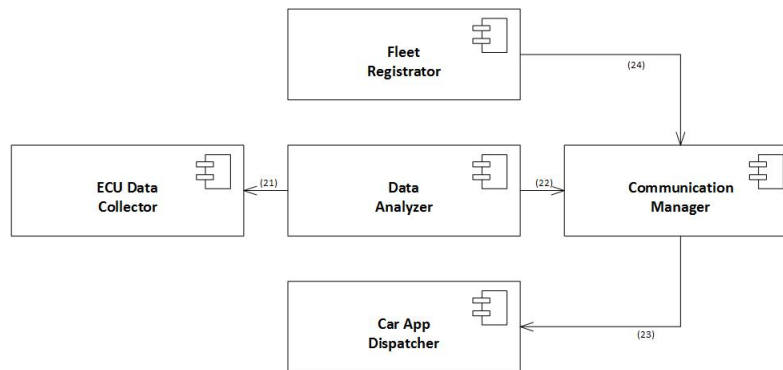 Fleet
Registrator
(24)
ECU Data
Collector
(21)
Data
Analyzer
(22)
Communication
Manager
Car App
Dispatcher
(23)